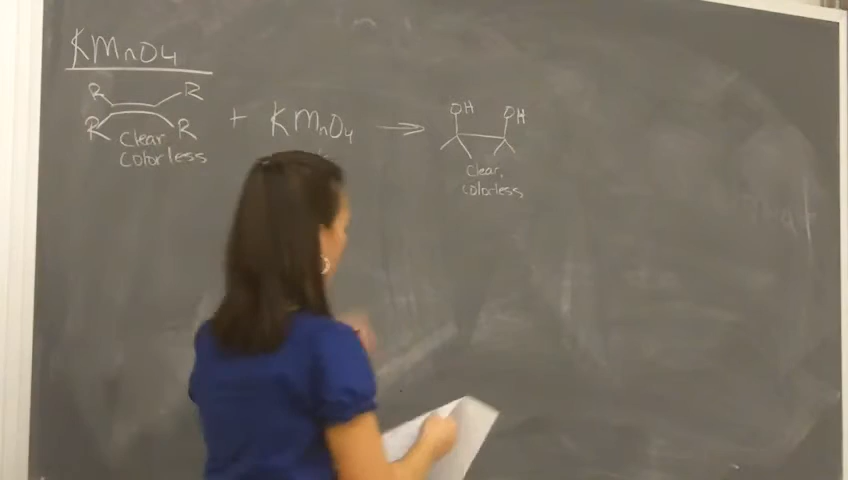 KMnO4
R R
R R
Clear
Colorless
+ KMnO4 →
OH OH
Clear,
colorless